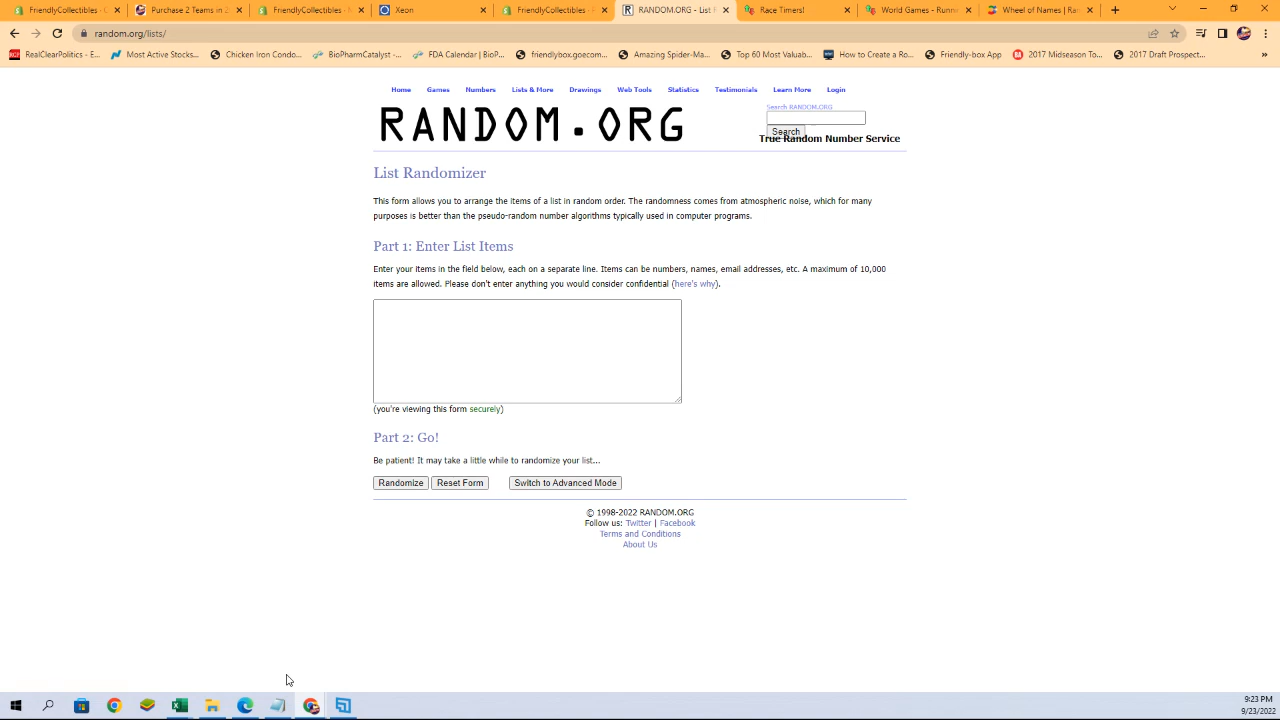 FriendlyCollectibles - C
Purchase 2 Teams in 2
FriendlyCollectibles - N
Xeon
FriendlyCollectibles - F
RANDOM.ORG - List R
Race Timers!
World Games - Runne
Wheel of Names | Ran
random.org/lists/
RealClearPolitics - E...
Most Active Stocks...
Chicken Iron Condo...
BioPharmCatalyst -...
FDA Calendar | BioP...
friendlybox.goecom...
Amazing Spider-Ma...
Top 60 Most Valuab...
How to Create a Ro...
Friendly-box App
2017 Midseason To...
2017 Draft Prospect...
»
Home Games Numbers Lists & More Drawings Web Tools Statistics Testimonials Learn More Login
RANDOM.ORG
Search RANDOM.ORG
Search
True Random Number Service
List Randomizer
This form allows you to arrange the items of a list in random order. The randomness comes from atmospheric noise, which for many
purposes is better than the pseudo-random number algorithms typically used in computer programs.
Part 1: Enter List Items
Enter your items in the field below, each on a separate line. Items can be numbers, names, email addresses, etc. A maximum of 10,000
items are allowed. Please don't enter anything you would consider confidential (here's why).
(you're viewing this form securely)
Part 2: Go!
Be patient! It may take a little while to randomize your list...
Randomize Reset Form Switch to Advanced Mode
© 1998-2022 RANDOM.ORG
Follow us: Twitter | Facebook
Terms and Conditions
About Us
9:23 PM
9/23/2022